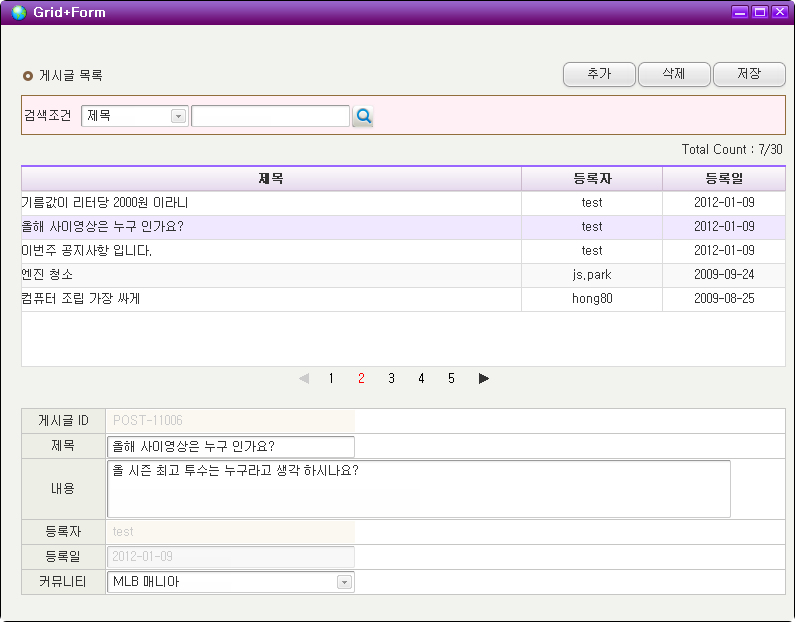 Grid+Form
게시글 목록 추가 삭제 저장
검색조건 제목
Total Count : 7/30
제목 등록자 등록일
기름값이 리터당 2000원 이라니 test 2012-01-09
올해 사이영상은 누구 인가요? test 2012-01-09
이번주 공지사항 입니다. test 2012-01-09
엔진 청소 js.park 2009-09-24
컴퓨터 조립 가장 싸게 hong80 2009-08-25
1 2 3 4 5
게시글 ID POST-11006
제목 올해 사이영상은 누구 인가요?
내용 올 시즌 최고 투수는 누구라고 생각 하시나요?
등록자 test
등록일 2012-01-09
커뮤니티 MLB 매니아